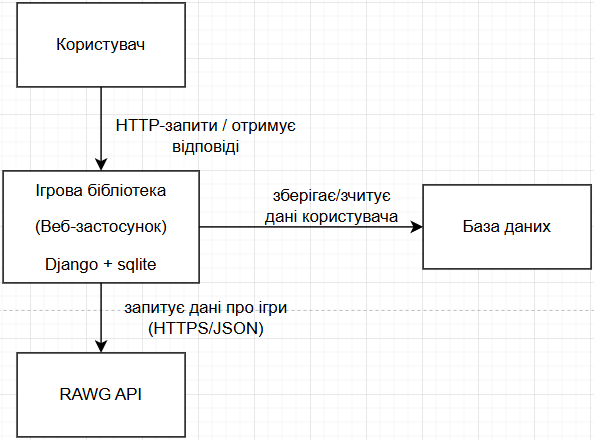 Користувач
HTTP-запити / отримує
відповіді
Ігрова бібліотека
(Веб-застосунок)
Django + sqlite
зберігає/зчитує
дані користувача
База даних
запитує дані про ігри
(HTTPS/JSON)
RAWG API